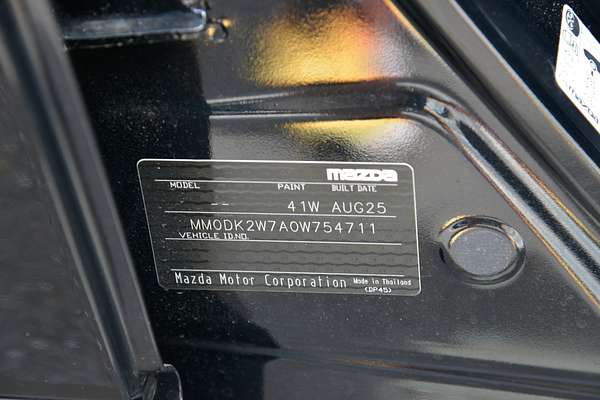 mazda
MODEL PAINT BUILT DATE
-- 41W AUG25
MM0DK2W7A0W754711
VEHICLE ID.NO.
Mazda Motor Corporation Made in Thailand
(DP45)